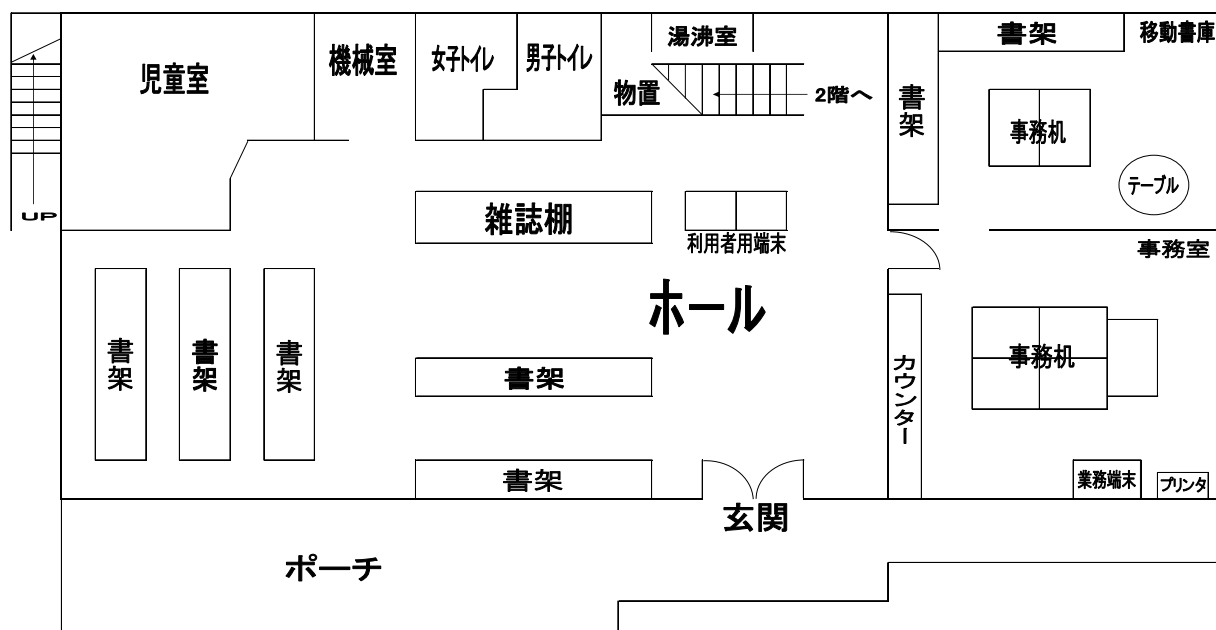 書架
移動書庫
湯沸室
機械室
女子トイレ
男子トイレ
児童室
物置
2階へ
書架
事務机
テーブル
UP
雑誌棚
利用者用端末
事務室
ホール
書架
書架
書架
書架
事務机
カウンター
書架
業務端末
プリンタ
玄関
ポーチ